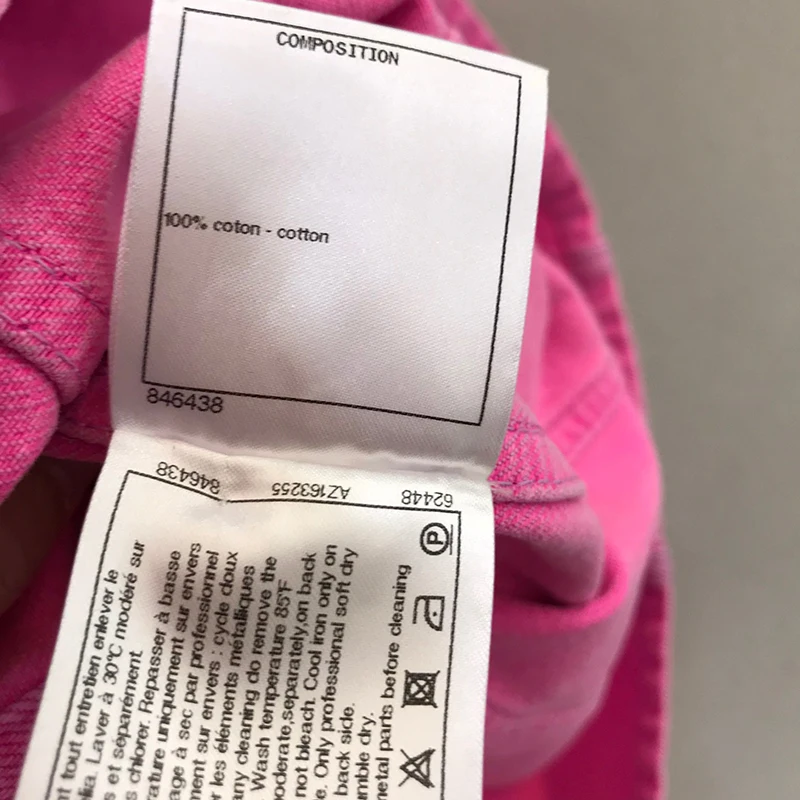 COMPOSITION
100% coton - cotton
846438
846438
AZ163255
62448
t tout entretien enlever le
lia. Laver à 30°C modéré sur
s et séparément.
s chlorer. Repasser à basse
rature uniquement sur envers
age à sec par professionnel
ment sur envers : cycle doux
r les éléments métalliques
any cleaning do remove the
Wash temperature 85°F
moderate,separately,on back
not bleach. Cool iron only on
e. Only professional soft dry
back side.
umble dry.
metal parts before cleaning
P